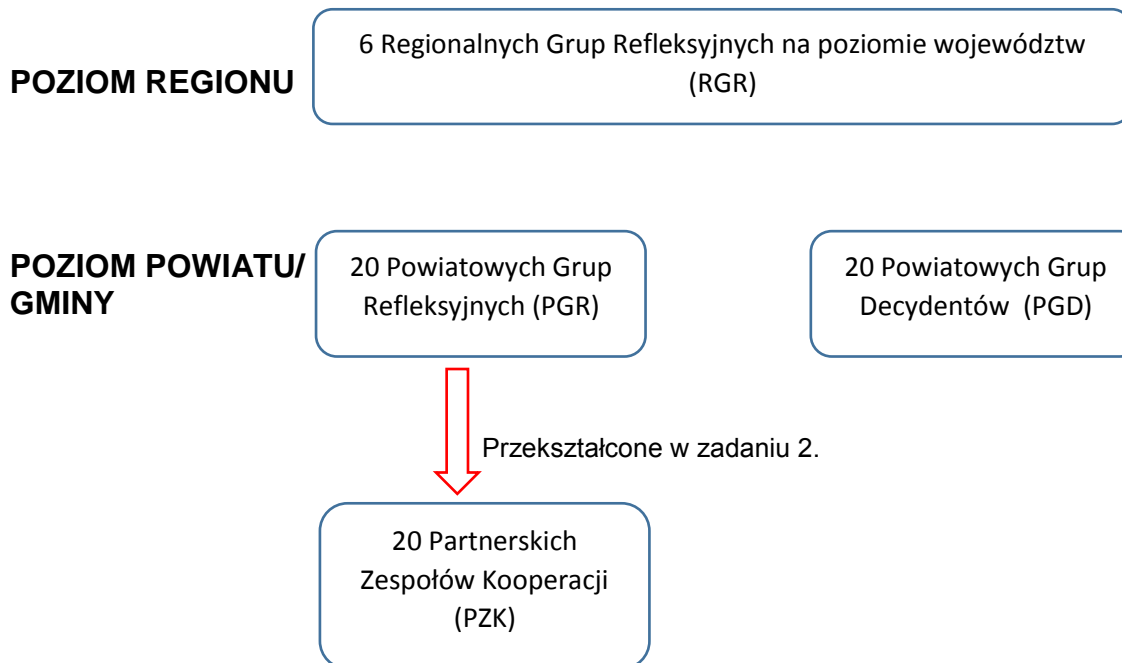 6 Regionalnych Grup Refleksyjnych na poziomie województw
(RGR)
POZIOM REGIONU
POZIOM POWIATU/
GMINY
20 Powiatowych Grup
Refleksyjnych (PGR)
20 Powiatowych Grup
Decydentów (PGD)
Przekształcone w zadaniu 2.
20 Partnerskich
Zespołów Kooperacji
(PZK)